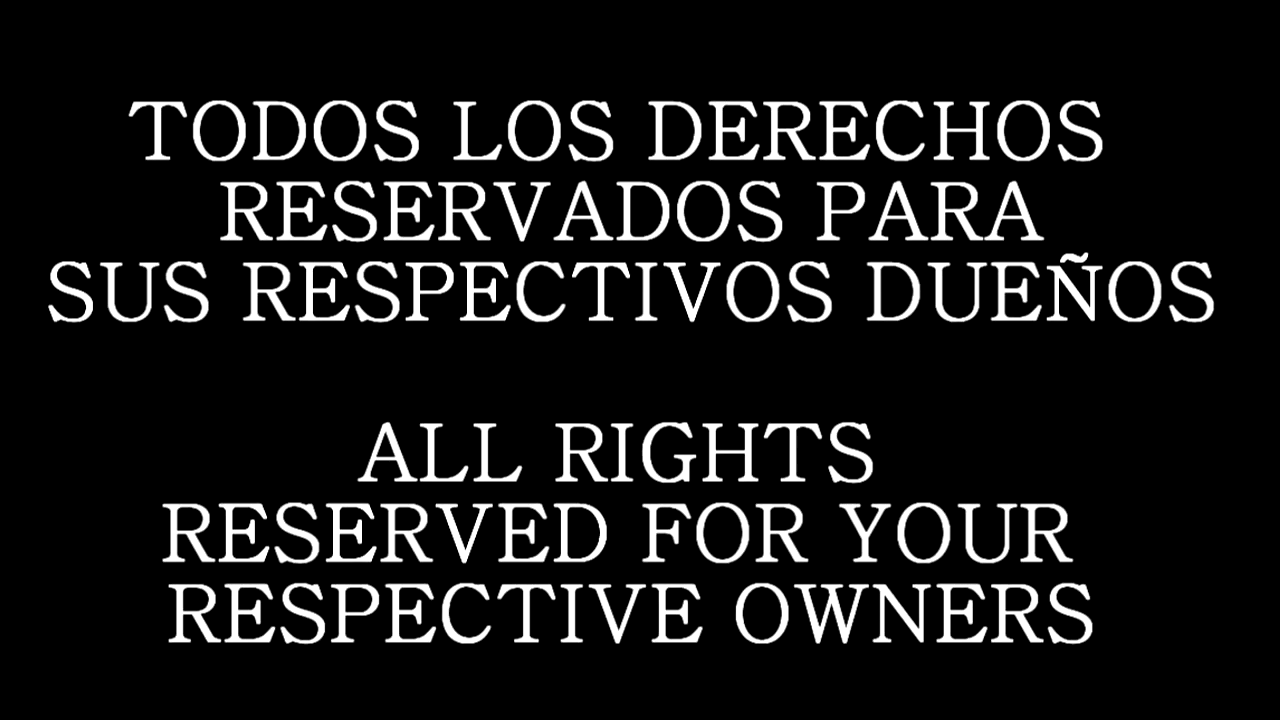 TODOS LOS DERECHOS
RESERVADOS PARA
SUS RESPECTIVOS DUEÑOS
ALL RIGHTS
RESERVED FOR YOUR
RESPECTIVE OWNERS